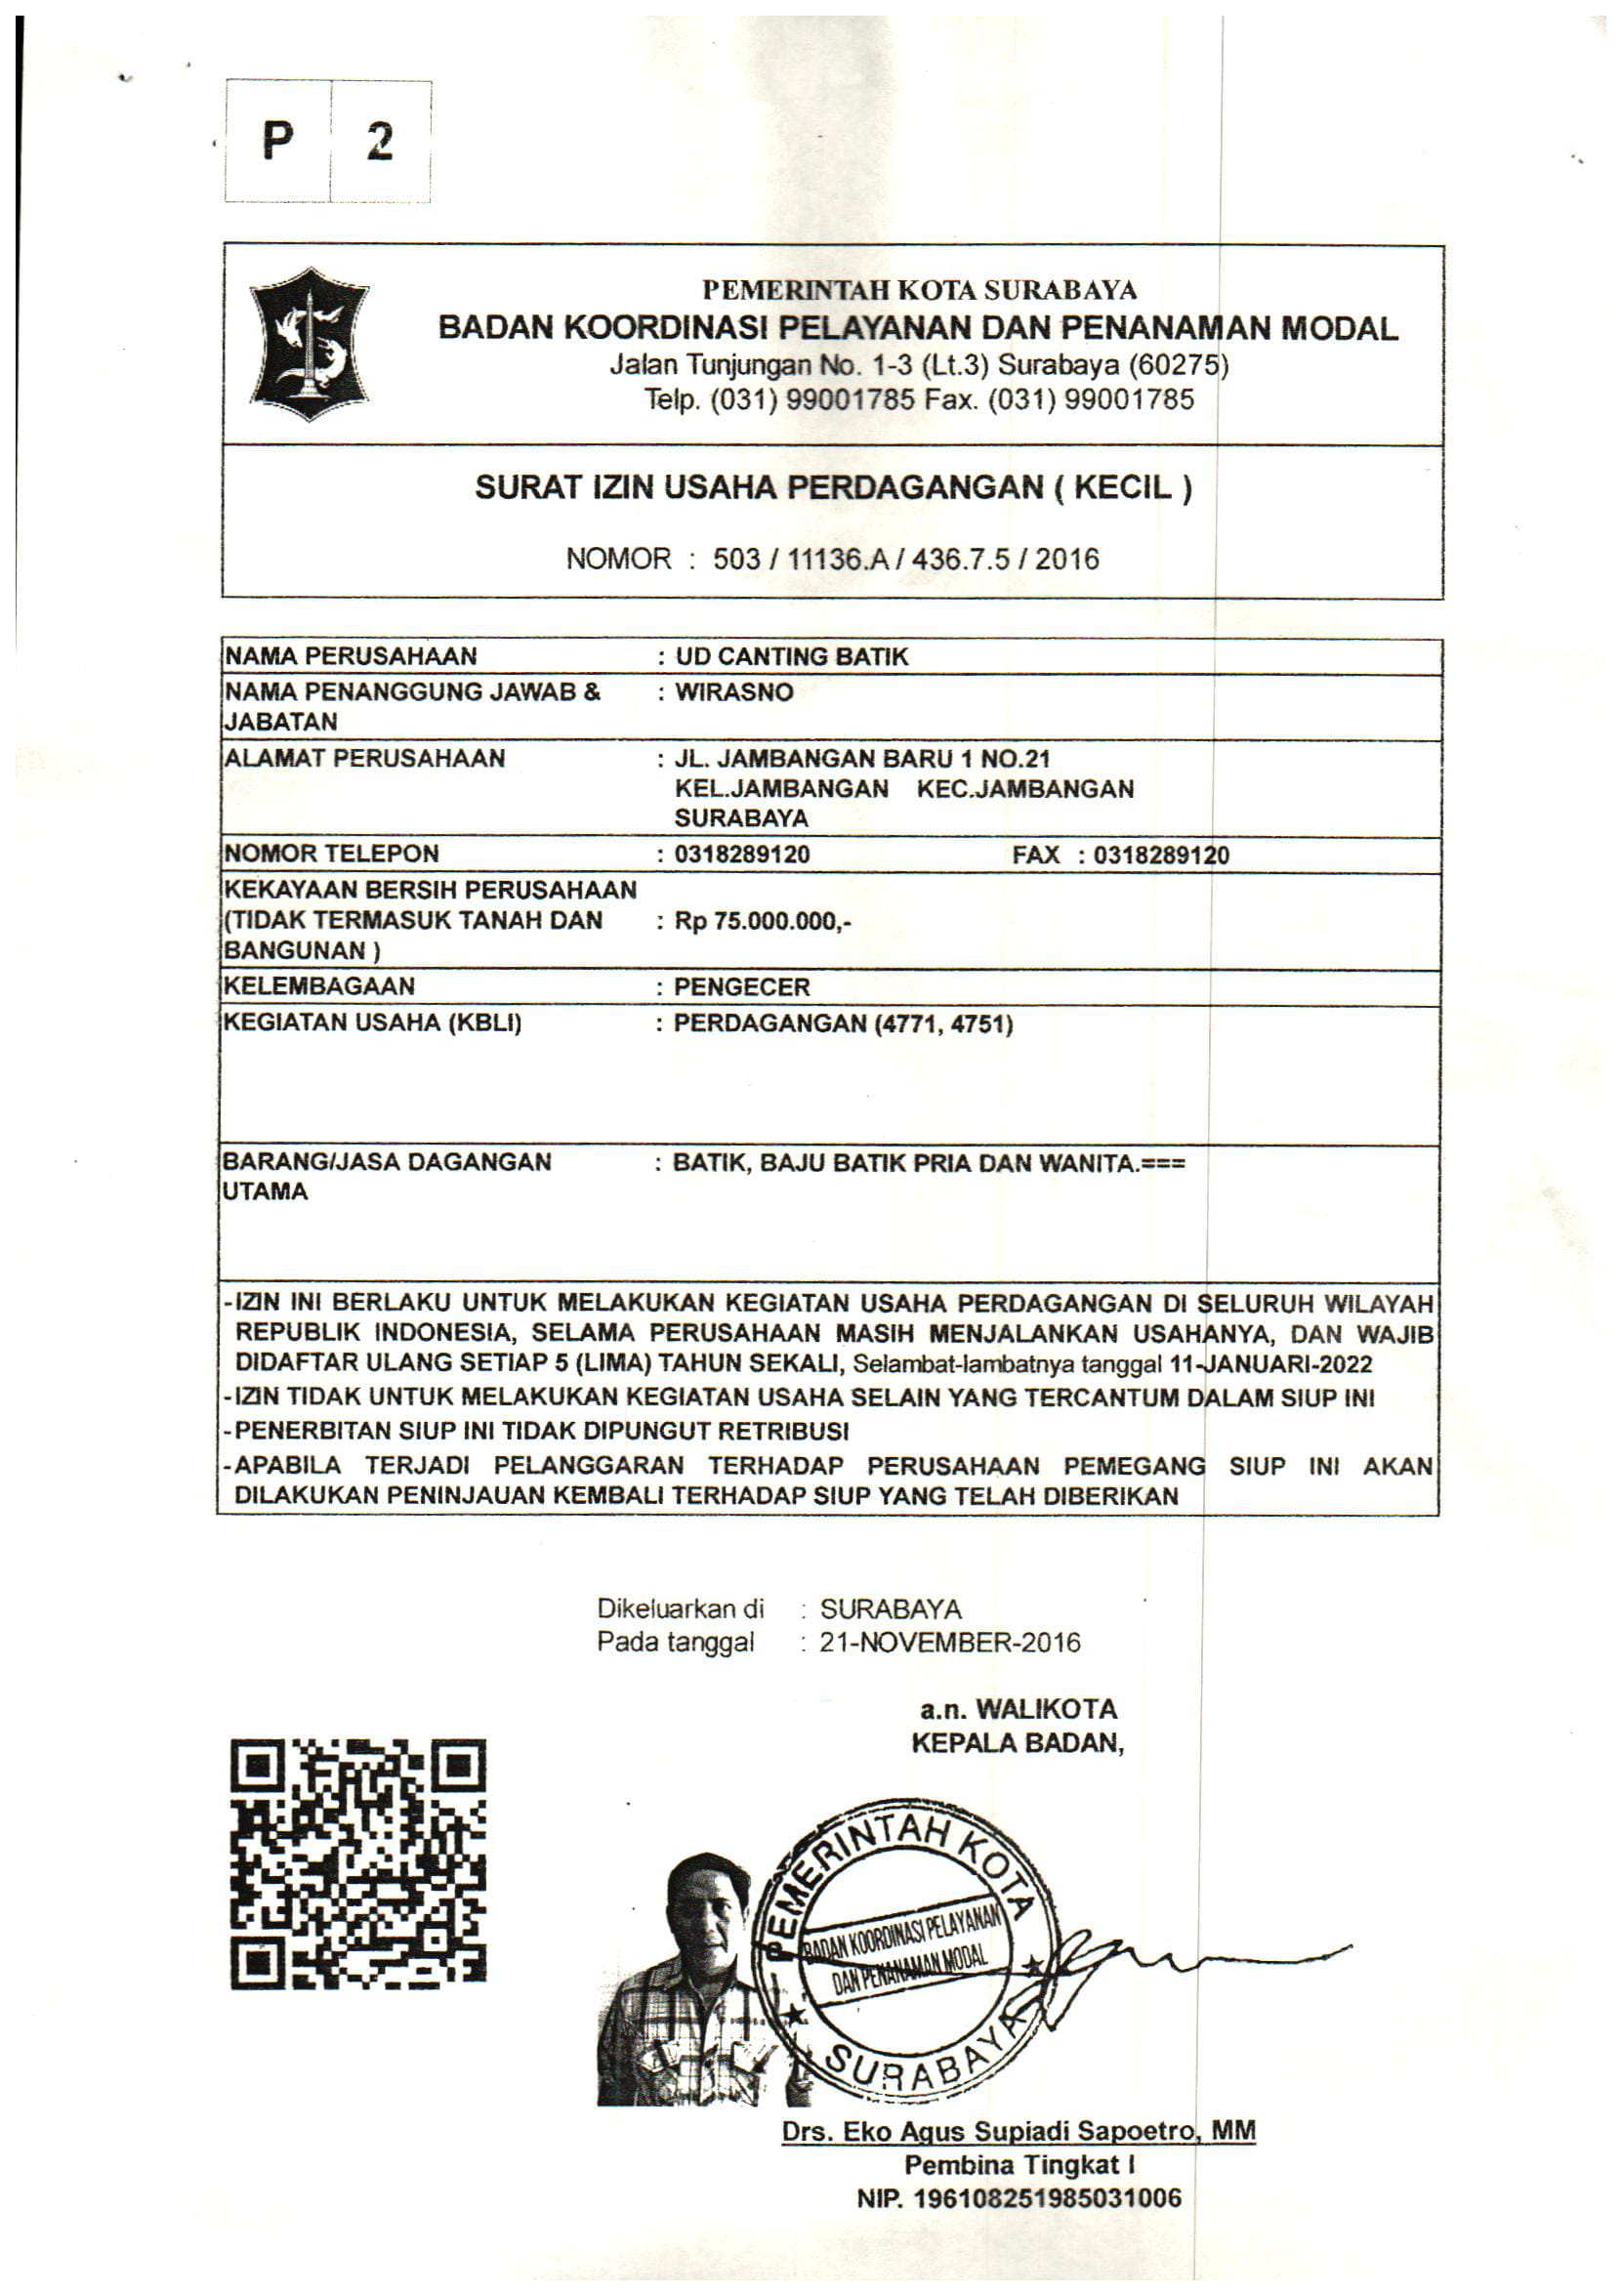 P 2
PEMERINTAH KOTA SURABAYA
BADAN KOORDINASI PELAYANAN DAN PENANAMAN MODAL
Jalan Tunjungan No. 1-3 (Lt.3) Surabaya (60275)
Telp. (031) 99001785 Fax. (031) 99001785
SURAT IZIN USAHA PERDAGANGAN ( KECIL )
NOMOR : 503 / 11136.A / 436.7.5 / 2016
NAMA PERUSAHAAN : UD CANTING BATIK
NAMA PENANGGUNG JAWAB & : WIRASNO
JABATAN
ALAMAT PERUSAHAAN : JL. JAMBANGAN BARU 1 NO.21
KEL.JAMBANGAN KEC.JAMBANGAN
SURABAYA
NOMOR TELEPON : 0318289120 FAX : 0318289120
KEKAYAAN BERSIH PERUSAHAAN
(TIDAK TERMASUK TANAH DAN : Rp 75.000.000,-
BANGUNAN )
KELEMBAGAAN : PENGECER
KEGIATAN USAHA (KBLI) : PERDAGANGAN (4771, 4751)
BARANG/JASA DAGANGAN : BATIK, BAJU BATIK PRIA DAN WANITA.===
UTAMA
-IZIN INI BERLAKU UNTUK MELAKUKAN KEGIATAN USAHA PERDAGANGAN DI SELURUH WILAYAH
REPUBLIK INDONESIA, SELAMA PERUSAHAAN MASIH MENJALANKAN USAHANYA, DAN WAJIB
DIDAFTAR ULANG SETIAP 5 (LIMA) TAHUN SEKALI, Selambat-lambatnya tanggal 11-JANUARI-2022
-IZIN TIDAK UNTUK MELAKUKAN KEGIATAN USAHA SELAIN YANG TERCANTUM DALAM SIUP INI
-PENERBITAN SIUP INI TIDAK DIPUNGUT RETRIBUSI
-APABILA TERJADI PELANGGARAN TERHADAP PERUSAHAAN PEMEGANG SIUP INI AKAN
DILAKUKAN PENINJAUAN KEMBALI TERHADAP SIUP YANG TELAH DIBERIKAN
Dikeluarkan di : SURABAYA
Pada tanggal : 21-NOVEMBER-2016
a.n. WALIKOTA
KEPALA BADAN,
PEMERINTAH KOTA
BADAN KOORDINASI PELAYANAN
DAN PENANAMAN MODAL
SURABAYA
Drs. Eko Agus Supiadi Sapoetro, MM
Pembina Tingkat I
NIP. 196108251985031006